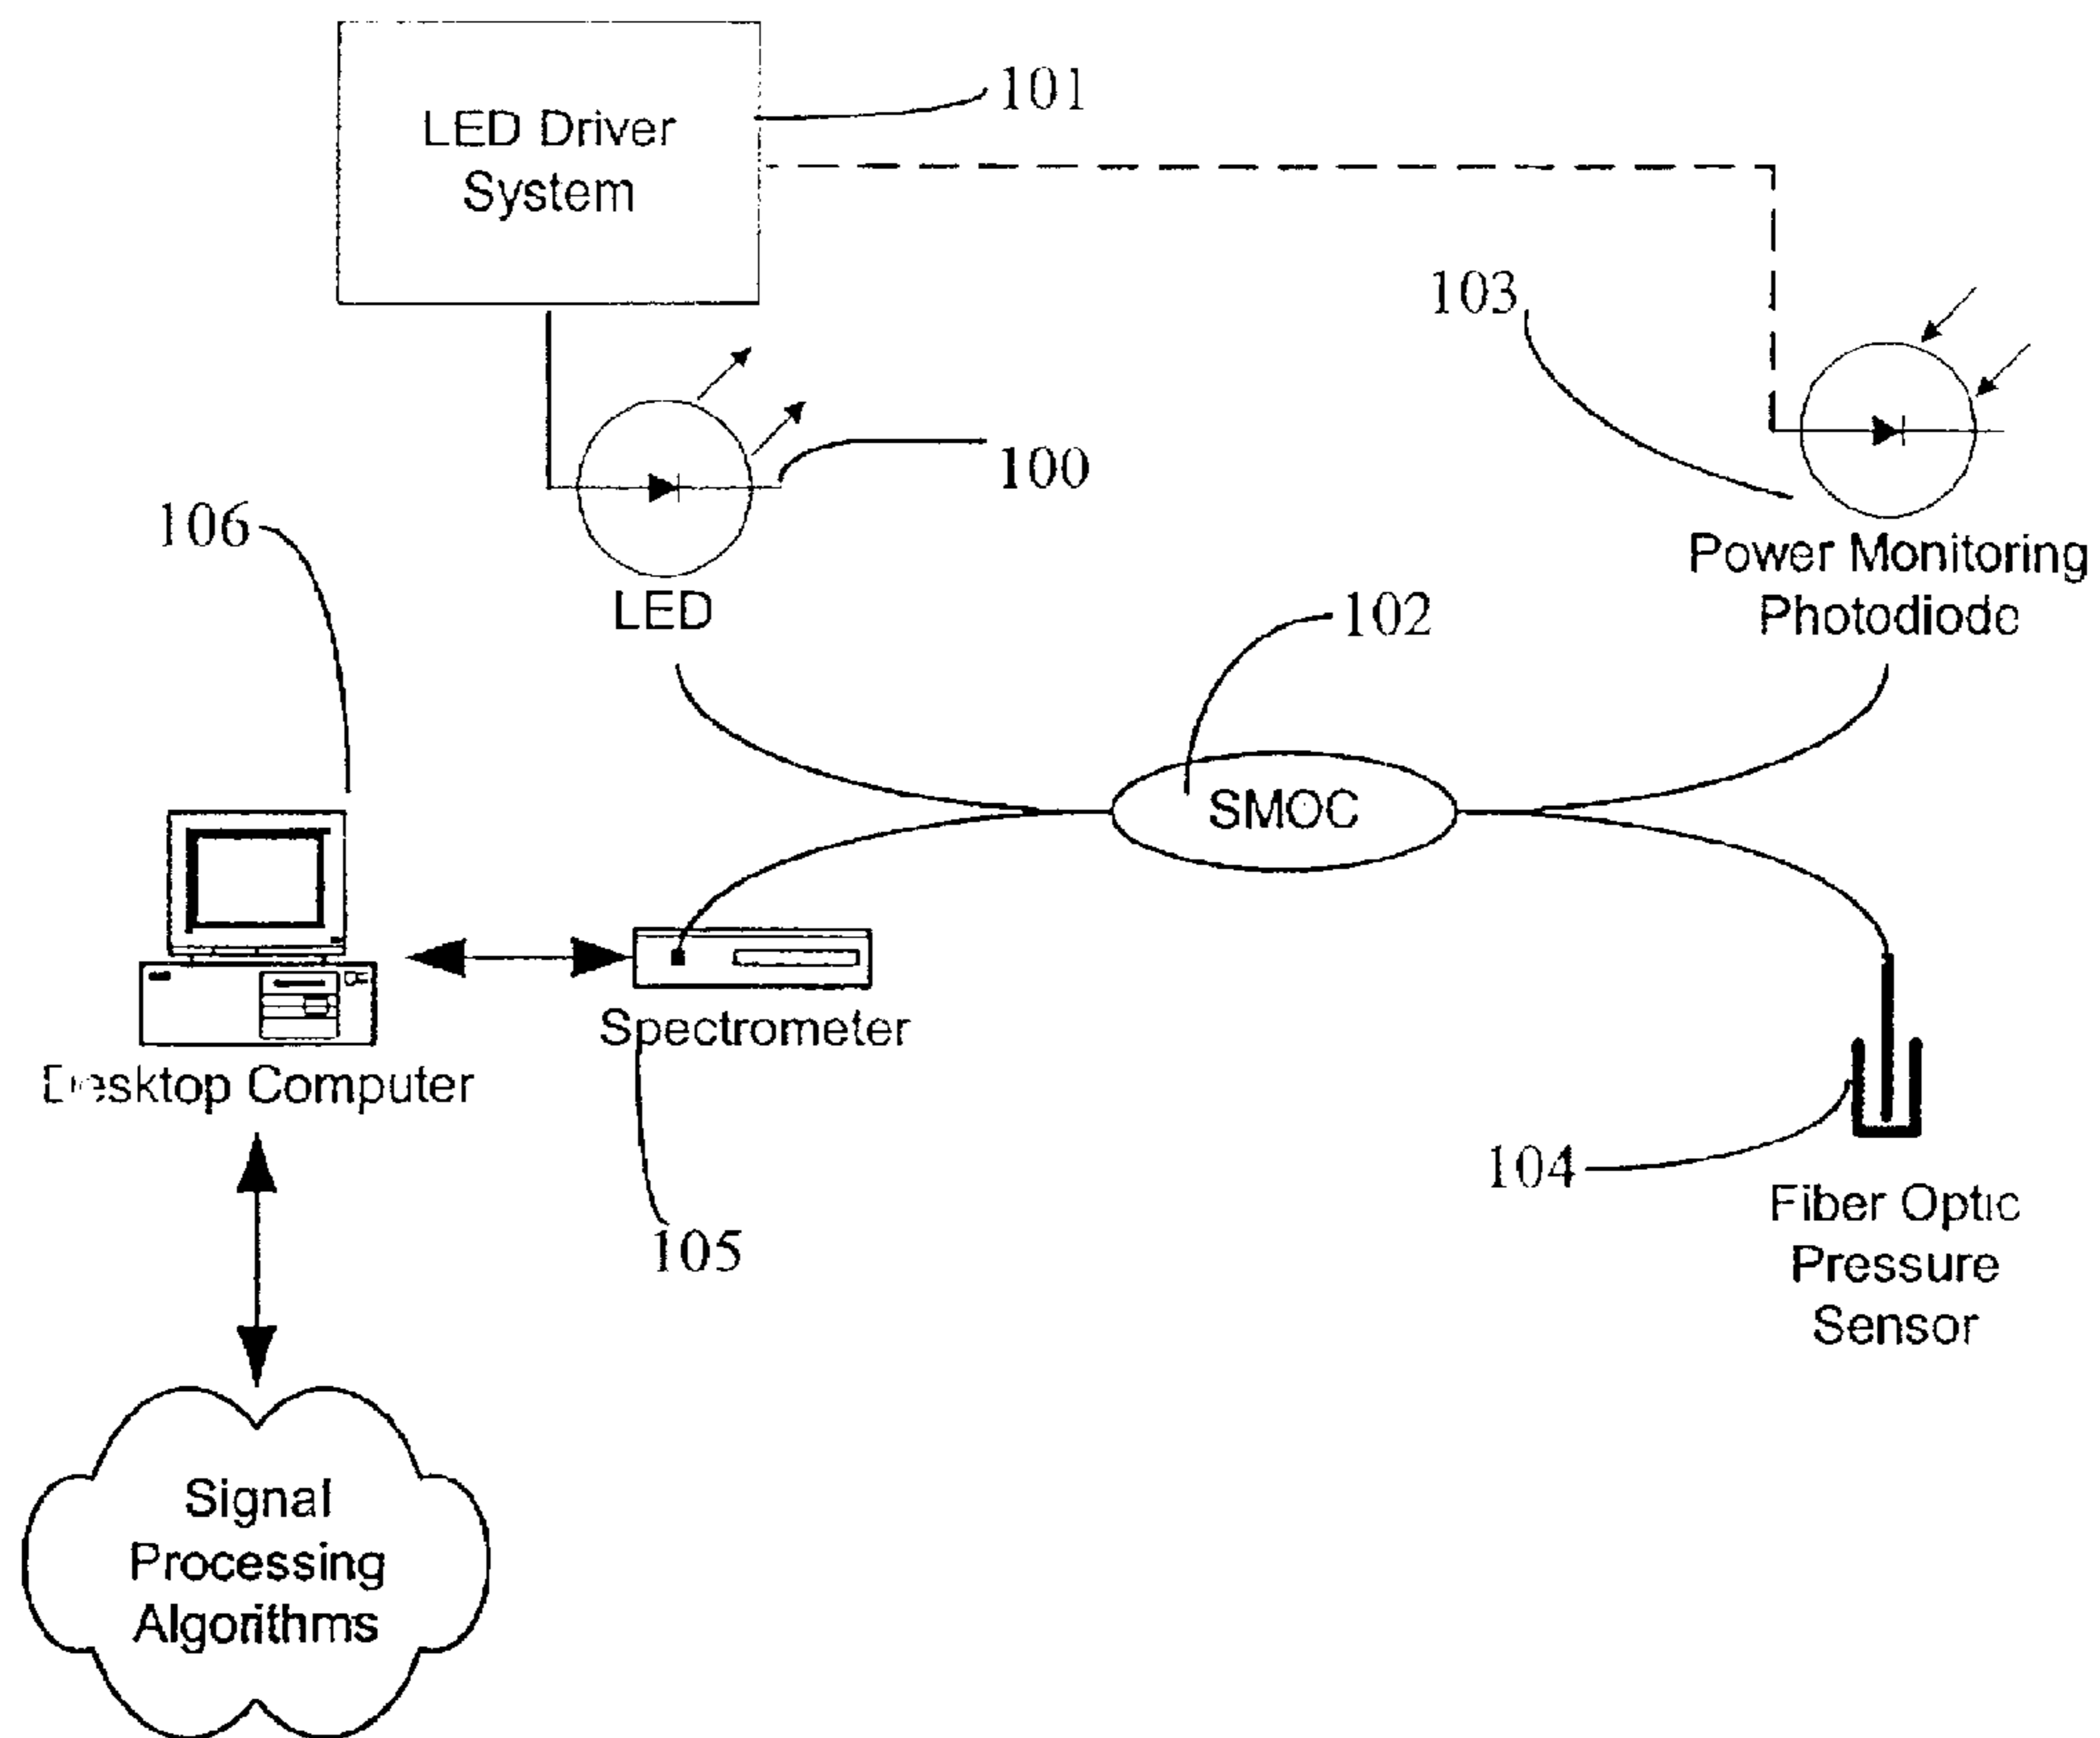 101
LED Driver
System
103
100
106
LED
102
Power Monitoring
Photodiode
SMOC
Spectrometer
Desktop Computer
104
105
Fiber Optic
Pressure
Sensor
Signal
Processing
Algorithms